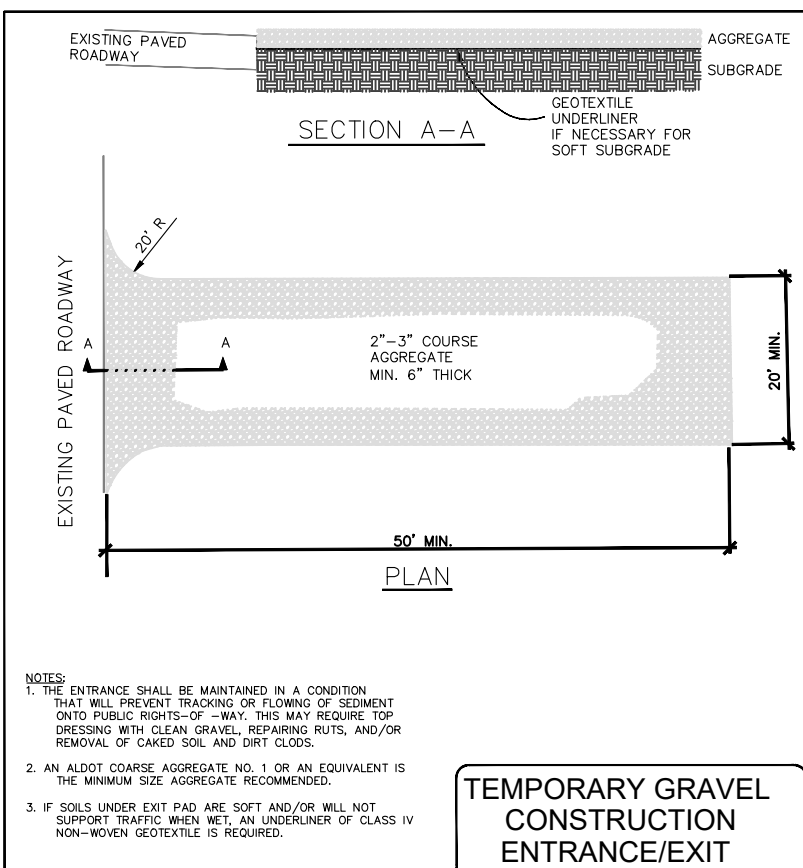 EXISTING PAVED
ROADWAY
AGGREGATE
SUBGRADE
GEOTEXTILE
UNDERLINER
IF NECESSARY FOR
SOFT SUBGRADE
SECTION A-A
20' R
EXISTING PAVED ROADWAY
A
A
2"-3" COURSE
AGGREGATE
MIN. 6" THICK
20' MIN.
50' MIN.
PLAN
NOTES:
1. THE ENTRANCE SHALL BE MAINTAINED IN A CONDITION
THAT WILL PREVENT TRACKING OR FLOWING OF SEDIMENT
ONTO PUBLIC RIGHTS-OF -WAY. THIS MAY REQUIRE TOP
DRESSING WITH CLEAN GRAVEL, REPAIRING RUTS, AND/OR
REMOVAL OF CAKED SOIL AND DIRT CLODS.
2. AN ALDOT COARSE AGGREGATE NO. 1 OR AN EQUIVALENT IS
THE MINIMUM SIZE AGGREGATE RECOMMENDED.
3. IF SOILS UNDER EXIT PAD ARE SOFT AND/OR WILL NOT
SUPPORT TRAFFIC WHEN WET, AN UNDERLINER OF CLASS IV
NON-WOVEN GEOTEXTILE IS REQUIRED.
TEMPORARY GRAVEL
CONSTRUCTION
ENTRANCE/EXIT